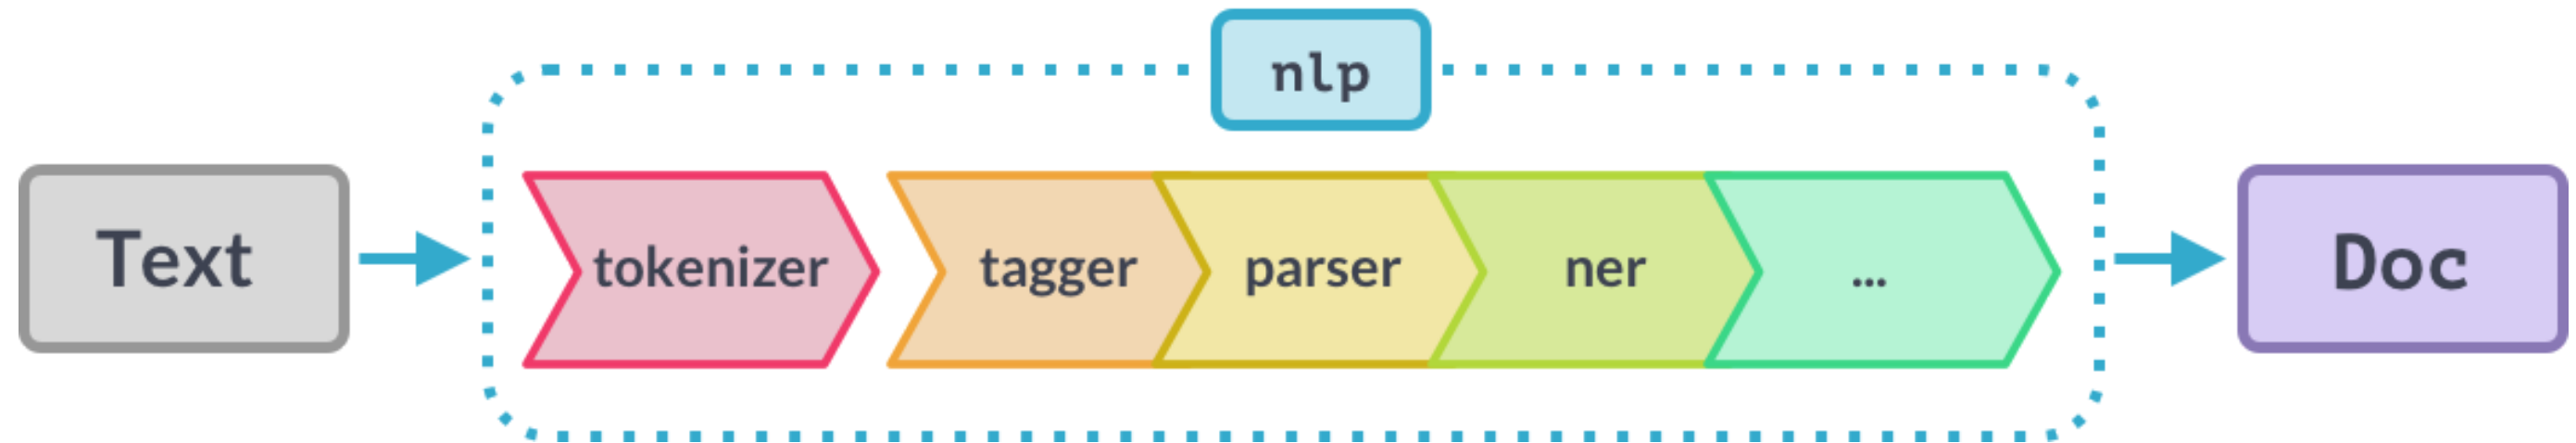 nlp
Text
tokenizer
tagger
parser
ner
...
Doc